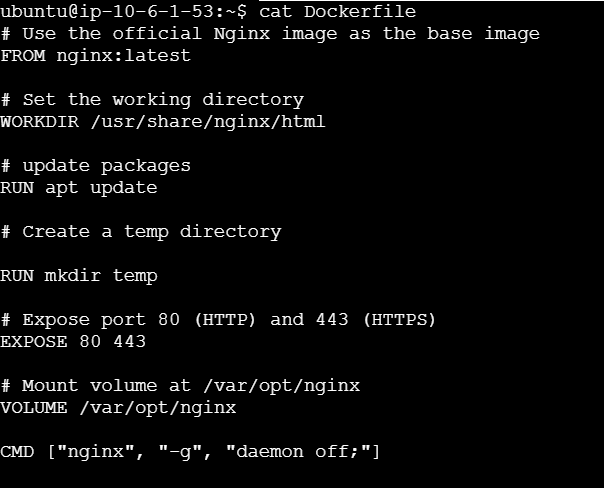 ubuntu@ip-10-6-1-53:~$ cat Dockerfile
# Use the official Nginx image as the base image
FROM nginx:latest
# Set the working directory
WORKDIR /usr/share/nginx/html
# update packages
RUN apt update
# Create a temp directory
RUN mkdir temp
# Expose port 80 (HTTP) and 443 (HTTPS)
EXPOSE 80 443
# Mount volume at /var/opt/nginx
VOLUME /var/opt/nginx
CMD ["nginx", "-g", "daemon off;"]